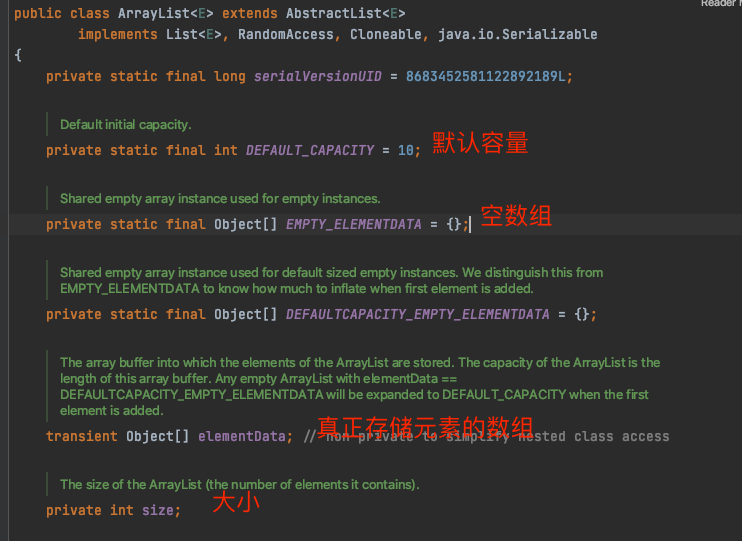 Reader M
public class ArrayList<E> extends AbstractList<E>
implements List<E>, RandomAccess, Cloneable, java.io.Serializable
{
private static final long serialVersionUID = 8683452581122892189L;
Default initial capacity.
private static final int DEFAULT_CAPACITY = 10; 默认容量
Shared empty array instance used for empty instances.
private static final Object[] EMPTY_ELEMENTDATA = {}; 空数组
Shared empty array instance used for default sized empty instances. We distinguish this from
EMPTY_ELEMENTDATA to know how much to inflate when first element is added.
private static final Object[] DEFAULTCAPACITY_EMPTY_ELEMENTDATA = {};
The array buffer into which the elements of the ArrayList are stored. The capacity of the ArrayList is the
length of this array buffer. Any empty ArrayList with elementData ==
DEFAULTCAPACITY_EMPTY_ELEMENTDATA will be expanded to DEFAULT_CAPACITY when the first
element is added.
真正存储元素的数组
transient Object[] elementData; // non-private to simplify nested class access
The size of the ArrayList (the number of elements it contains).
private int size; 大小